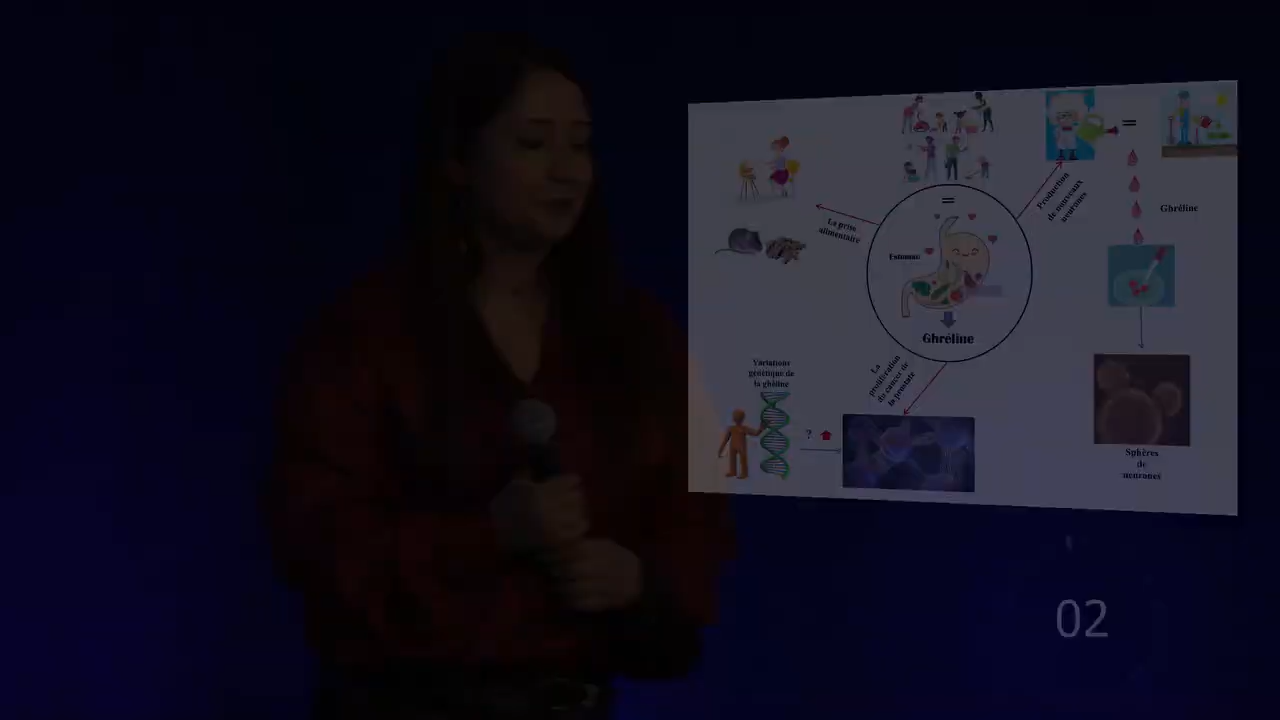 =
=
La prise
alimentaire
Production
de nouveaux
neurones
Ghréline
Estomac
Ghréline
La
prolifération
du cancer de
la prostate
Variations
génétique de
la ghéline
?
Sphères
de
neurones
02